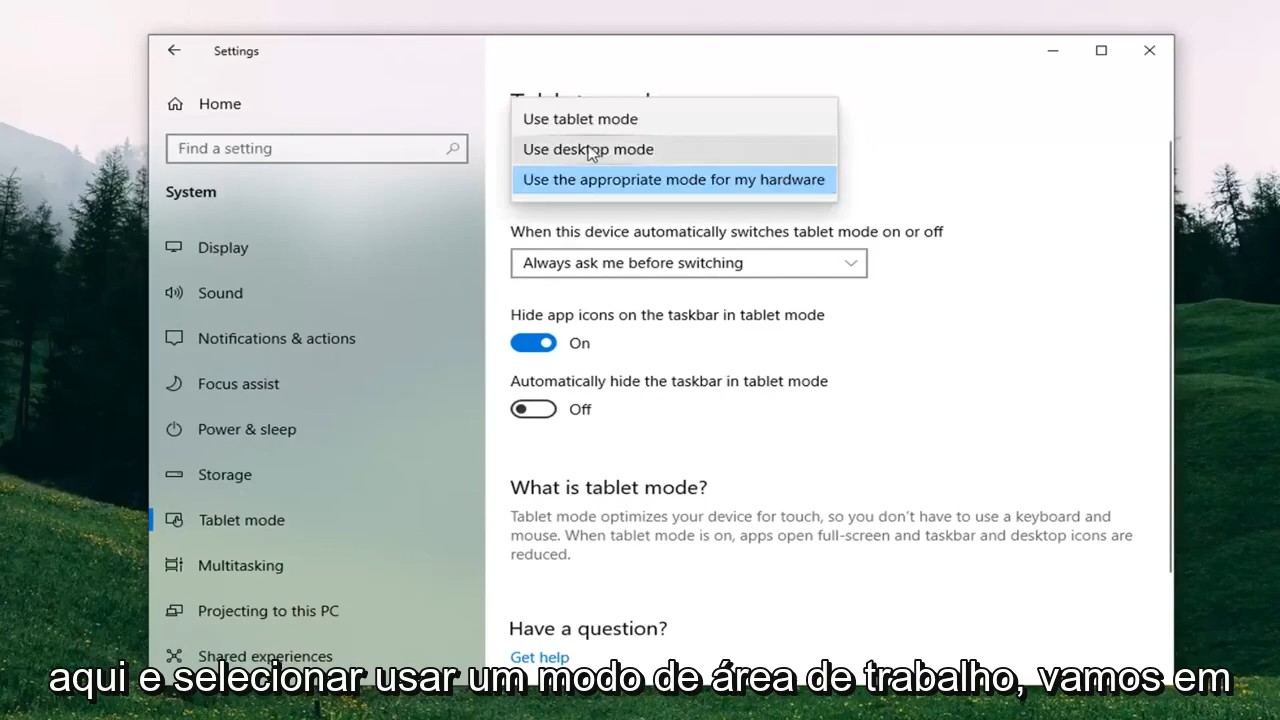 Settings
Home
Find a setting
System
Display
Sound
Notifications & actions
Focus assist
Power & sleep
Storage
Tablet mode
Multitasking
Projecting to this PC
Shared experiences
Use tablet mode
Use desktop mode
Use the appropriate mode for my hardware
When this device automatically switches tablet mode on or off
Always ask me before switching
Hide app icons on the taskbar in tablet mode
On
Automatically hide the taskbar in tablet mode
Off
What is tablet mode?
Tablet mode optimizes your device for touch, so you don't have to use a keyboard and
mouse. When tablet mode is on, apps open full-screen and taskbar and desktop icons are
reduced.
Have a question?
Get help
aqui e selecionar usar um modo de área de trabalho, vamos em